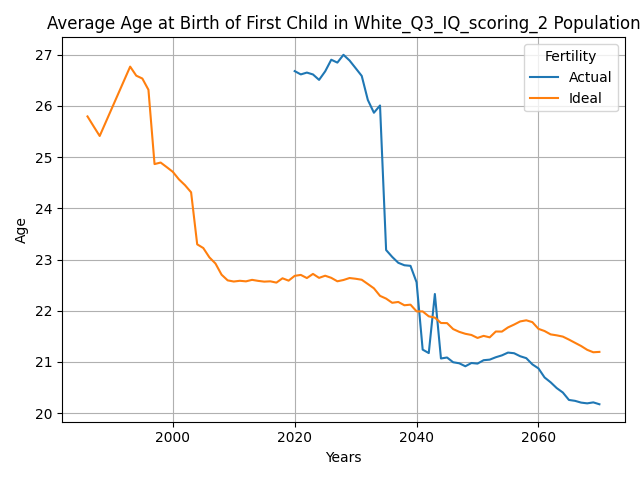 Average Age at Birth of First Child in White_Q3_IQ_scoring_2 Population
Fertility
Actual
Ideal
Age
27
26
25
24
23
22
21
20
2000
2020
2040
2060
Years